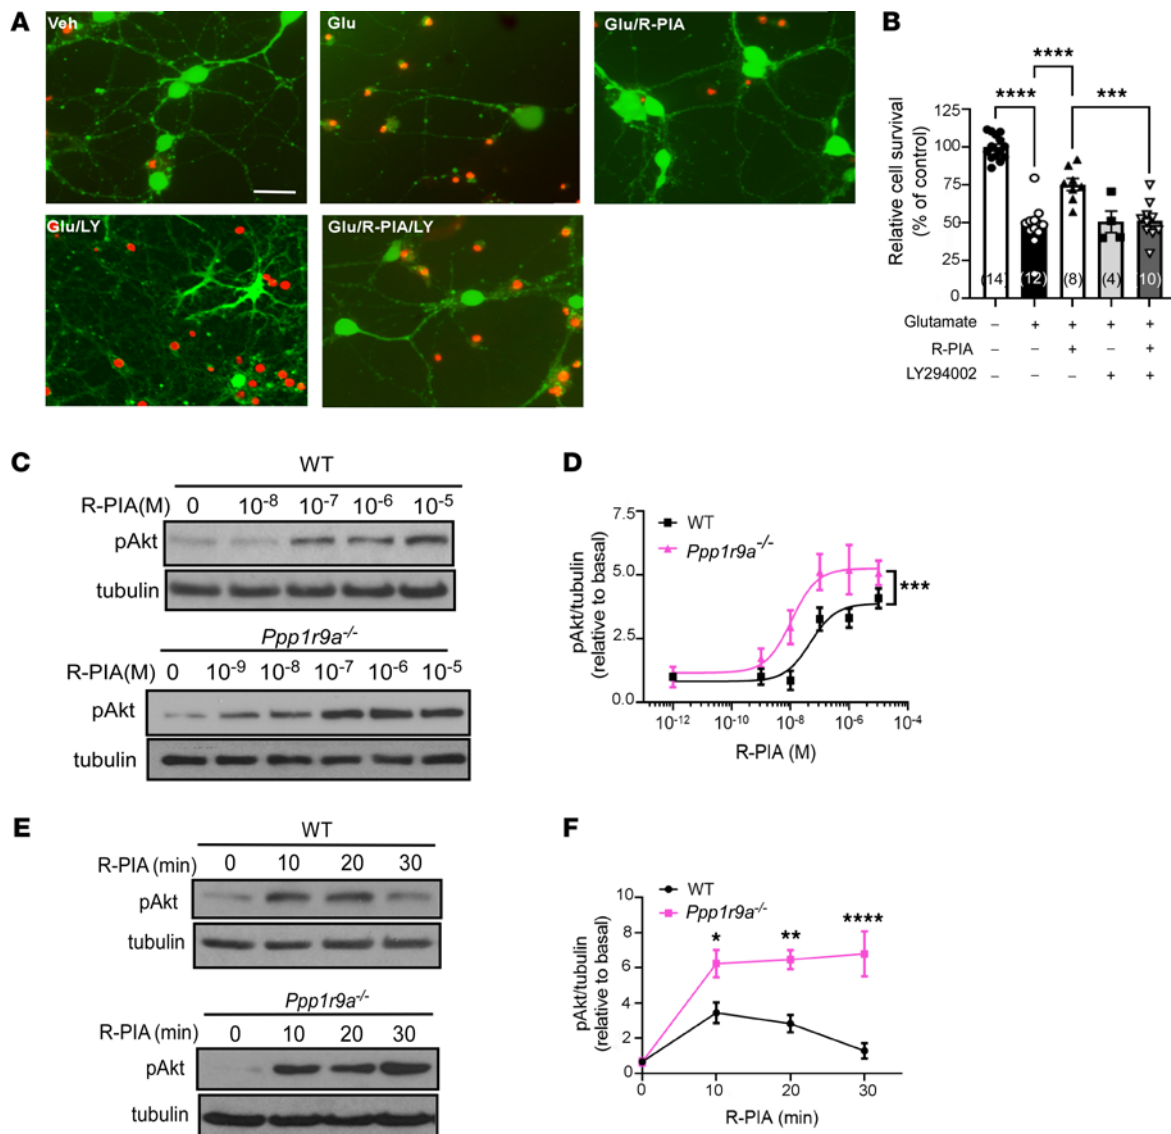 A
Veh
Glu
Glu/R-PIA
Glu/LY
Glu/R-PIA/LY
B
****
**** ***
Relative cell survival
(% of control)
125
100
75
50
25
0
(14) (12) (8) (4) (10)
Glutamate – + + + +
R-PIA – – + – +
LY294002 – – – + +
C
WT
R-PIA(M) 0 10-8 10-7 10-6 10-5
pAkt
tubulin
Ppp1r9a-/-
R-PIA(M) 0 10-9 10-8 10-7 10-6 10-5
pAkt
tubulin
D
WT
Ppp1r9a-/-
***
pAkt/tubulin
(relative to basal)
7.5
5.0
2.5
0.0
10-12 10-10 10-8 10-6 10-4
R-PIA (M)
E
WT
R-PIA (min) 0 10 20 30
pAkt
tubulin
Ppp1r9a-/-
R-PIA (min) 0 10 20 30
pAkt
tubulin
F
WT
Ppp1r9a-/-
* ** ****
pAkt/tubulin
(relative to basal)
10
8
6
4
2
0
0 10 20 30
R-PIA (min)